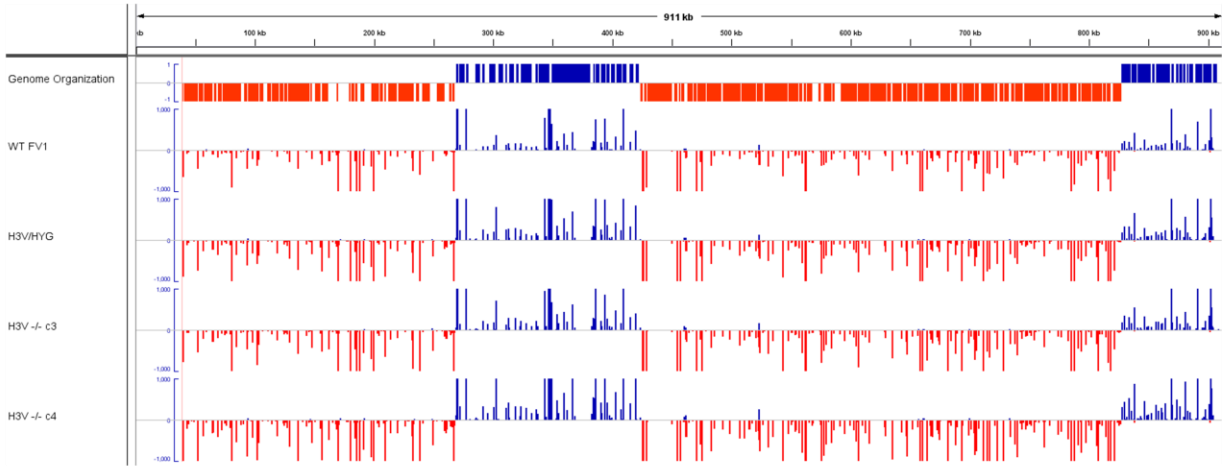 911 kb
kb 100 kb 200 kb 300 kb 400 kb 500 kb 600 kb 700 kb 800 kb 900 kb
Genome Organization
1
0
-1
WT FV1
1,000
0
-1,000
H3V/HYG
1,000
0
-1,000
H3V -/- c3
1,000
0
-1,000
H3V -/- c4
1,000
0
-1,000